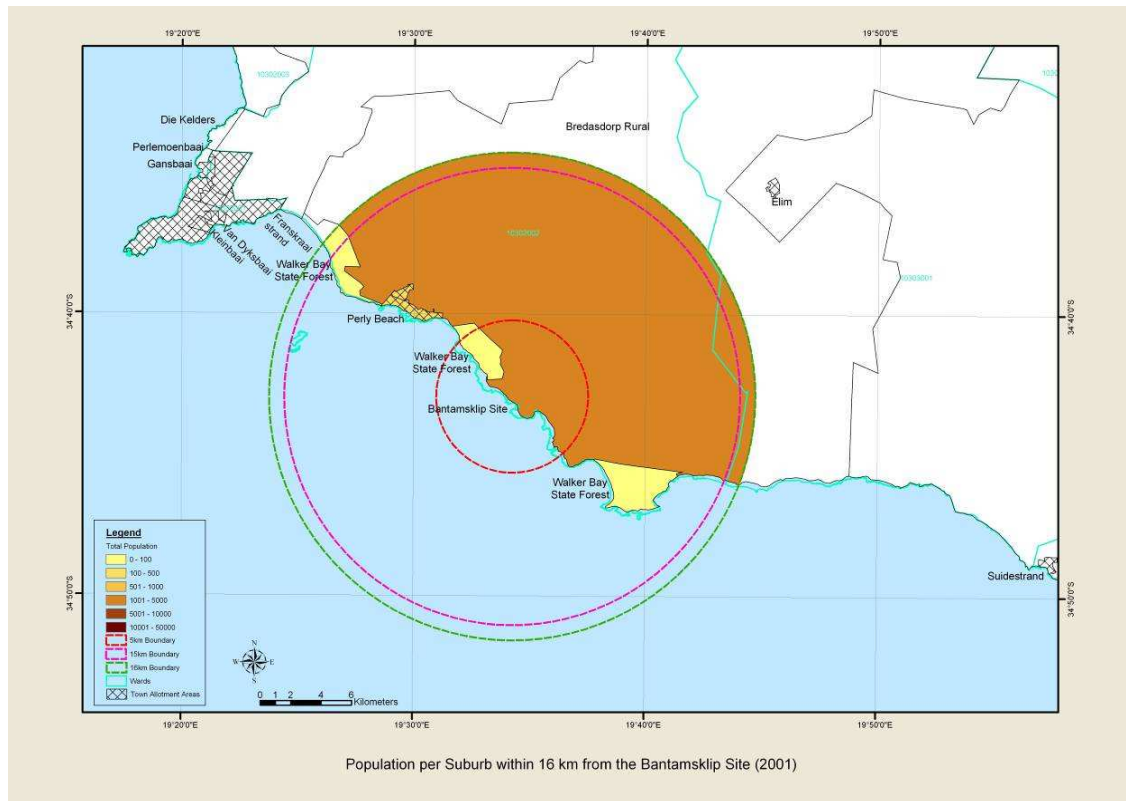 19°20'0"E 19°30'0"E 19°40'0"E 19°50'0"E
10302003
Die Kelders
Bredasdorp Rural
Perlemoenbaai
Gansbaai
Elim
Franskraal
strand
Van Dyksbaai
Kleinbaai
10302002
Walker Bay
State Forest
10303001
34°40'0"S 34°40'0"S
Perly Beach
Walker Bay
State Forest
Bantamsklip Site
Walker Bay
State Forest
Suidestrand
34°50'0"S 34°50'0"S
Legend
Total Population
0 - 100
100 - 500
501 - 1000
1001 - 5000
5001 - 10000
10001 - 50000
5km Boundary
15km Boundary
16km Boundary
Wards
Town Allotment Areas
N
W E
S
0 1 2 4 6
Kilometers
19°20'0"E 19°30'0"E 19°40'0"E 19°50'0"E
Population per Suburb within 16 km from the Bantamsklip Site (2001)